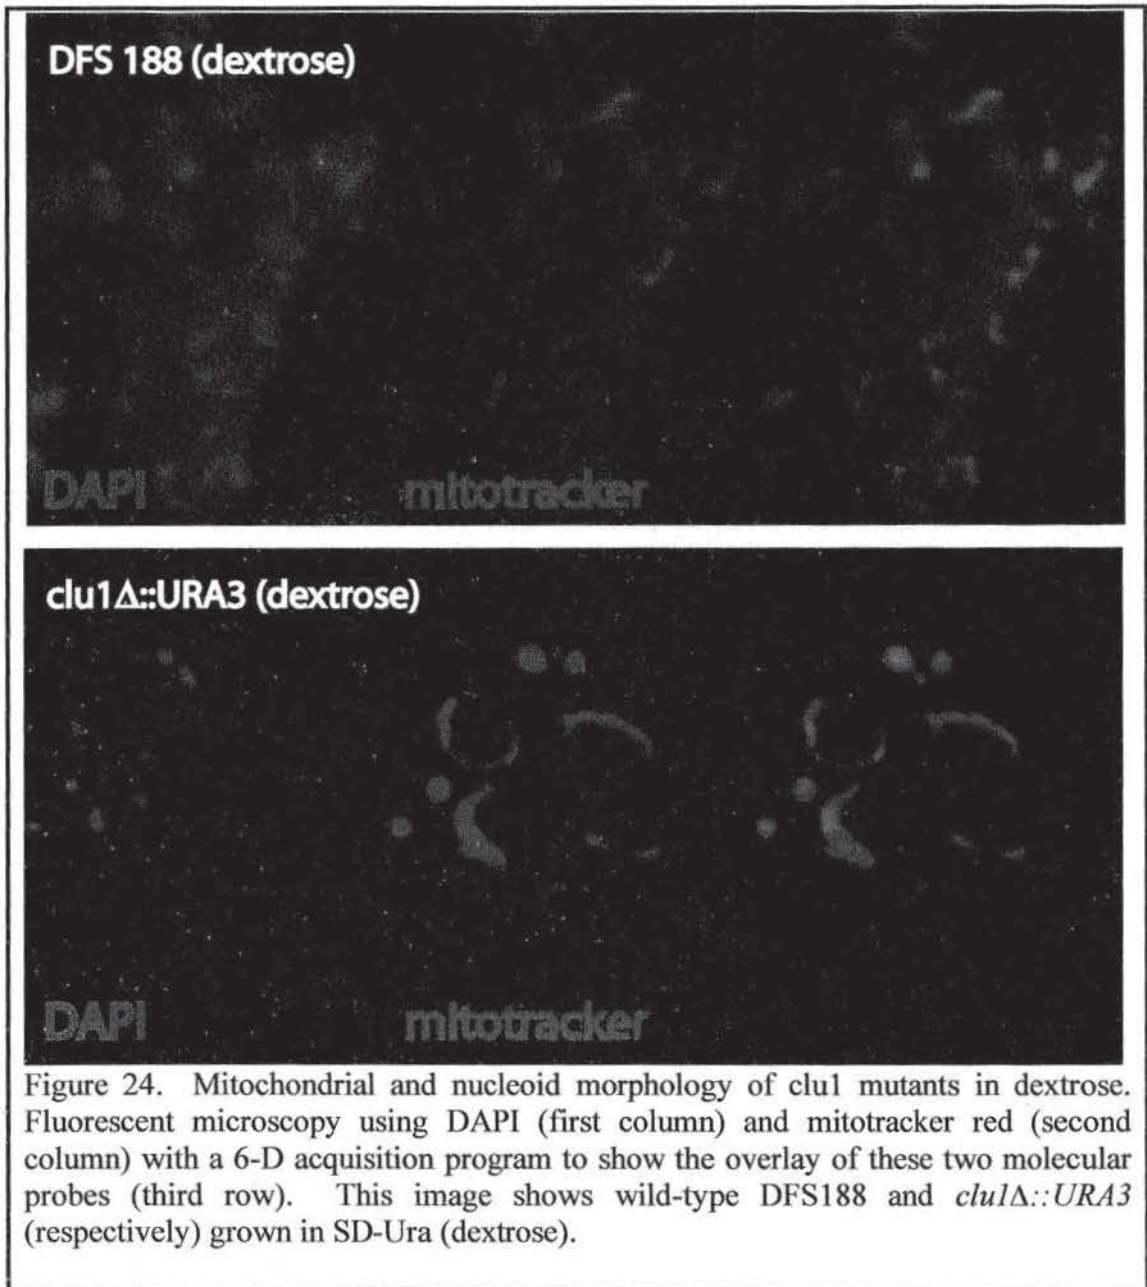 DFS 188 (dextrose)
DAPI
mitotracker
clu1Δ::URA3 (dextrose)
DAPI
mitotracker
Figure 24. Mitochondrial and nucleoid morphology of clu1 mutants in dextrose.
Fluorescent microscopy using DAPI (first column) and mitotracker red (second
column) with a 6-D acquisition program to show the overlay of these two molecular
probes (third row). This image shows wild-type DFS188 and clu1Δ::URA3
(respectively) grown in SD-Ura (dextrose).